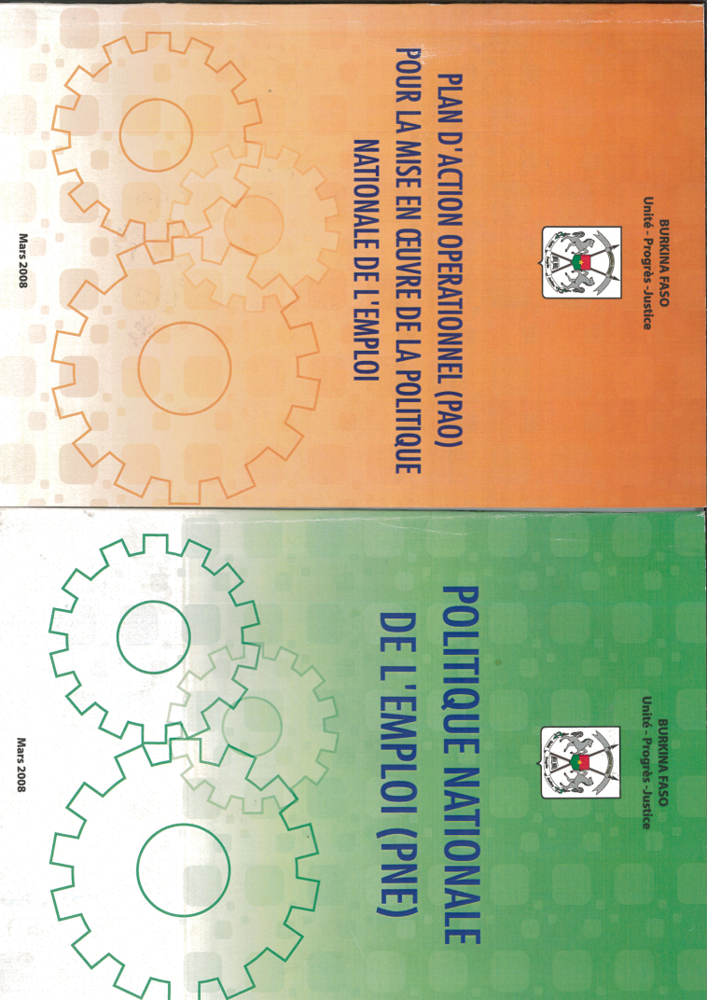 BURKINA FASO
Unité - Progrès -Justice
PLAN D'ACTION OPERATIONNEL (PAO)
POUR LA MISE EN ŒUVRE DE LA POLITIQUE
NATIONALE DE L'EMPLOI
Mars 2008
BURKINA FASO
Unité - Progrès -Justice
POLITIQUE NATIONALE
DE L'EMPLOI (PNE)
Mars 2008